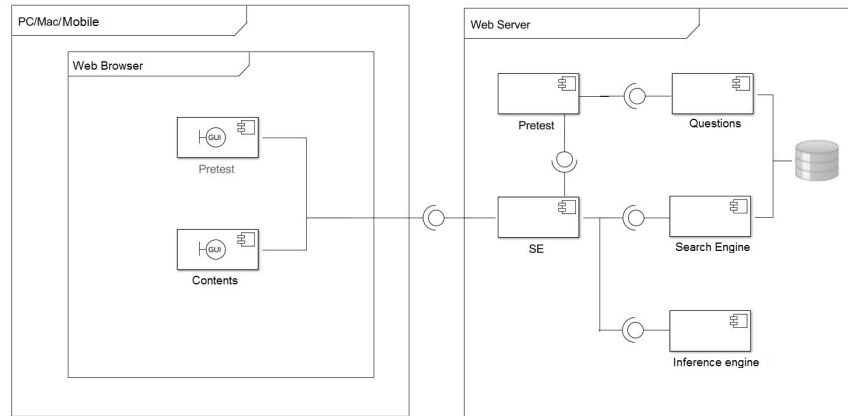 PC/Mac/Mobile
Web Browser
GUI
Pretest
GUI
Contents
Web Server
Pretest
Questions
SE
Search Engine
Inference engine